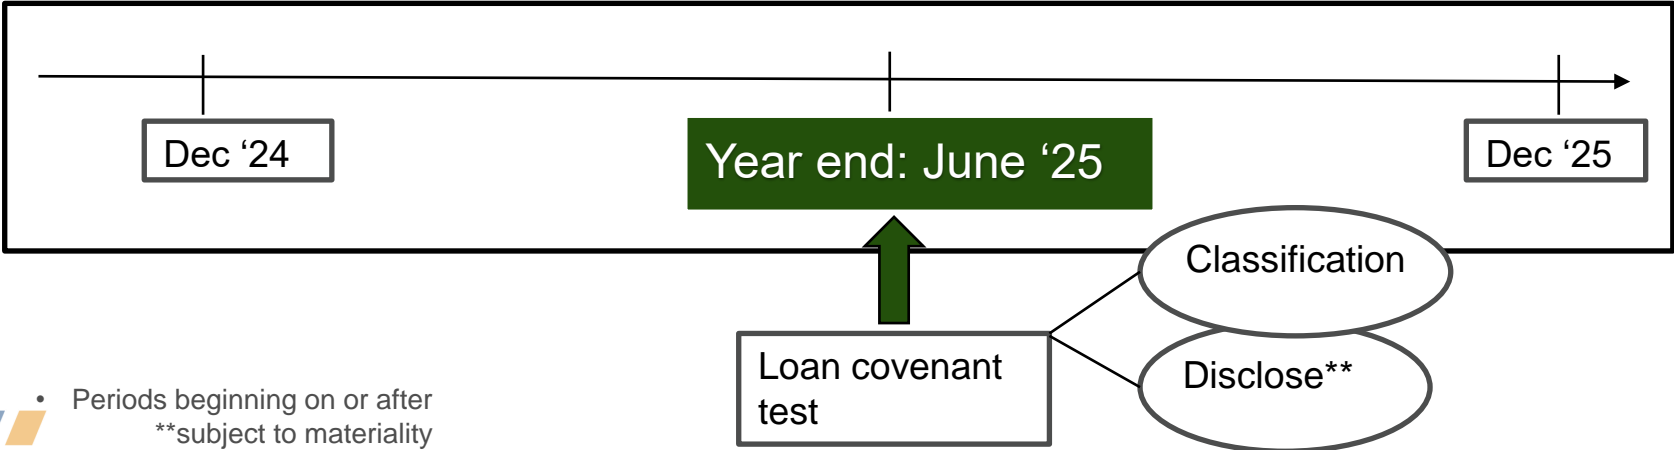 Dec ‘24
Year end: June ‘25
Dec ‘25
Classification
Loan covenant
test
Disclose**
• Periods beginning on or after
**subject to materiality